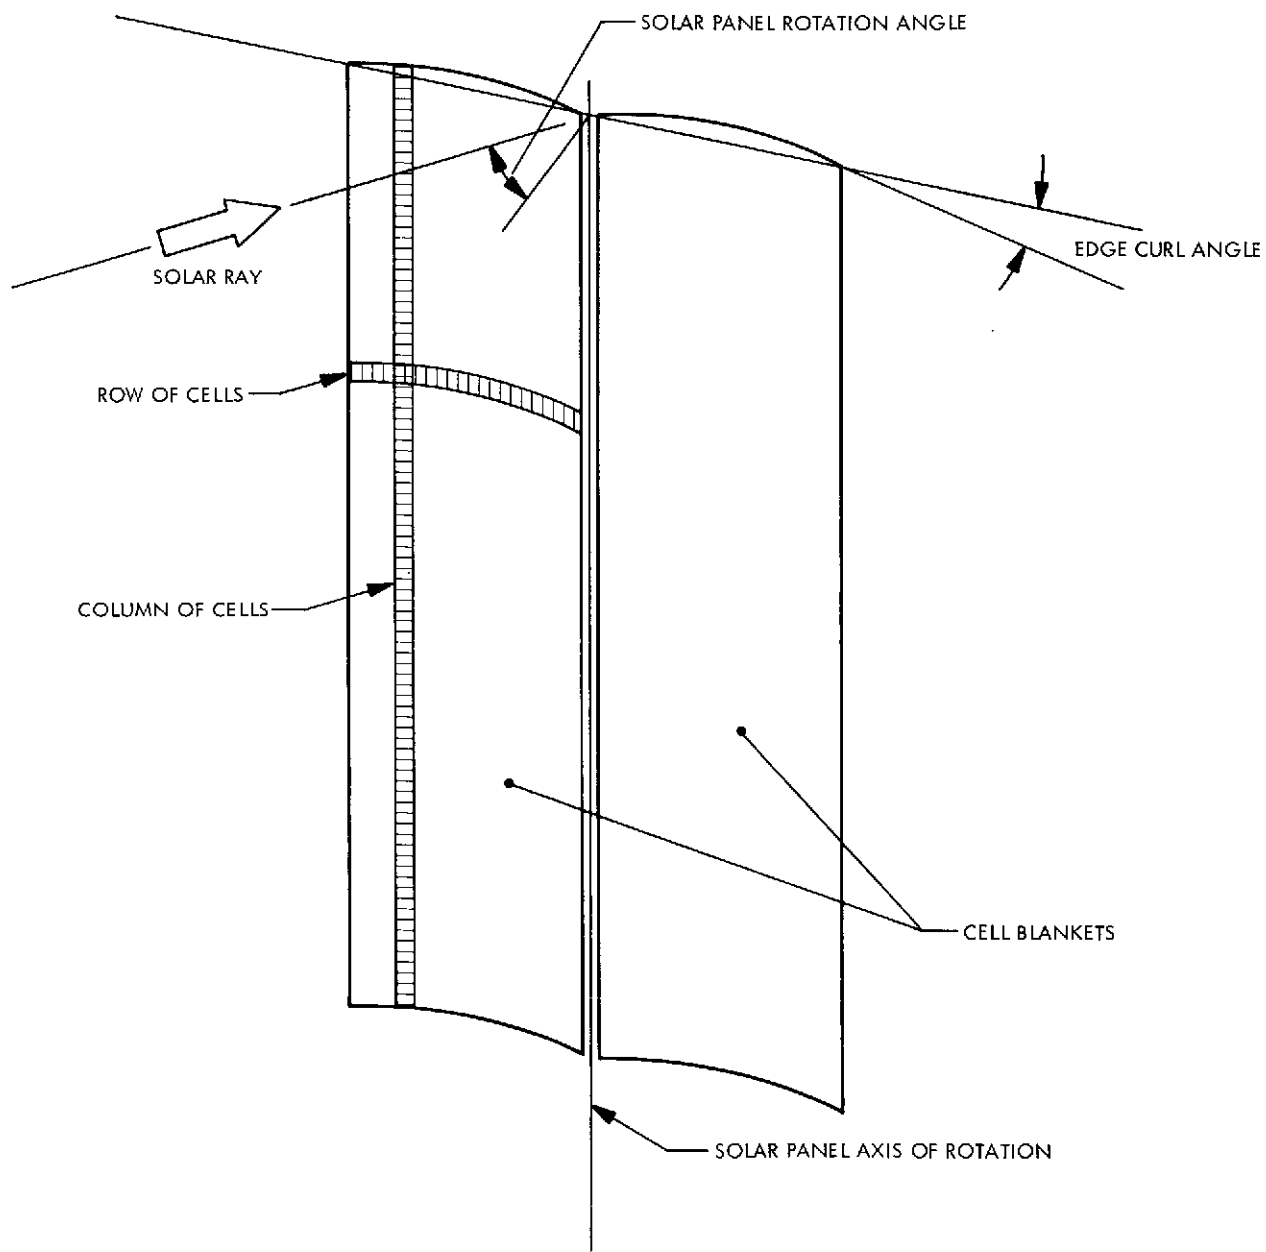 SOLAR PANEL ROTATION ANGLE
EDGE CURL ANGLE
SOLAR RAY
ROW OF CELLS
COLUMN OF CELLS
CELL BLANKETS
SOLAR PANEL AXIS OF ROTATION